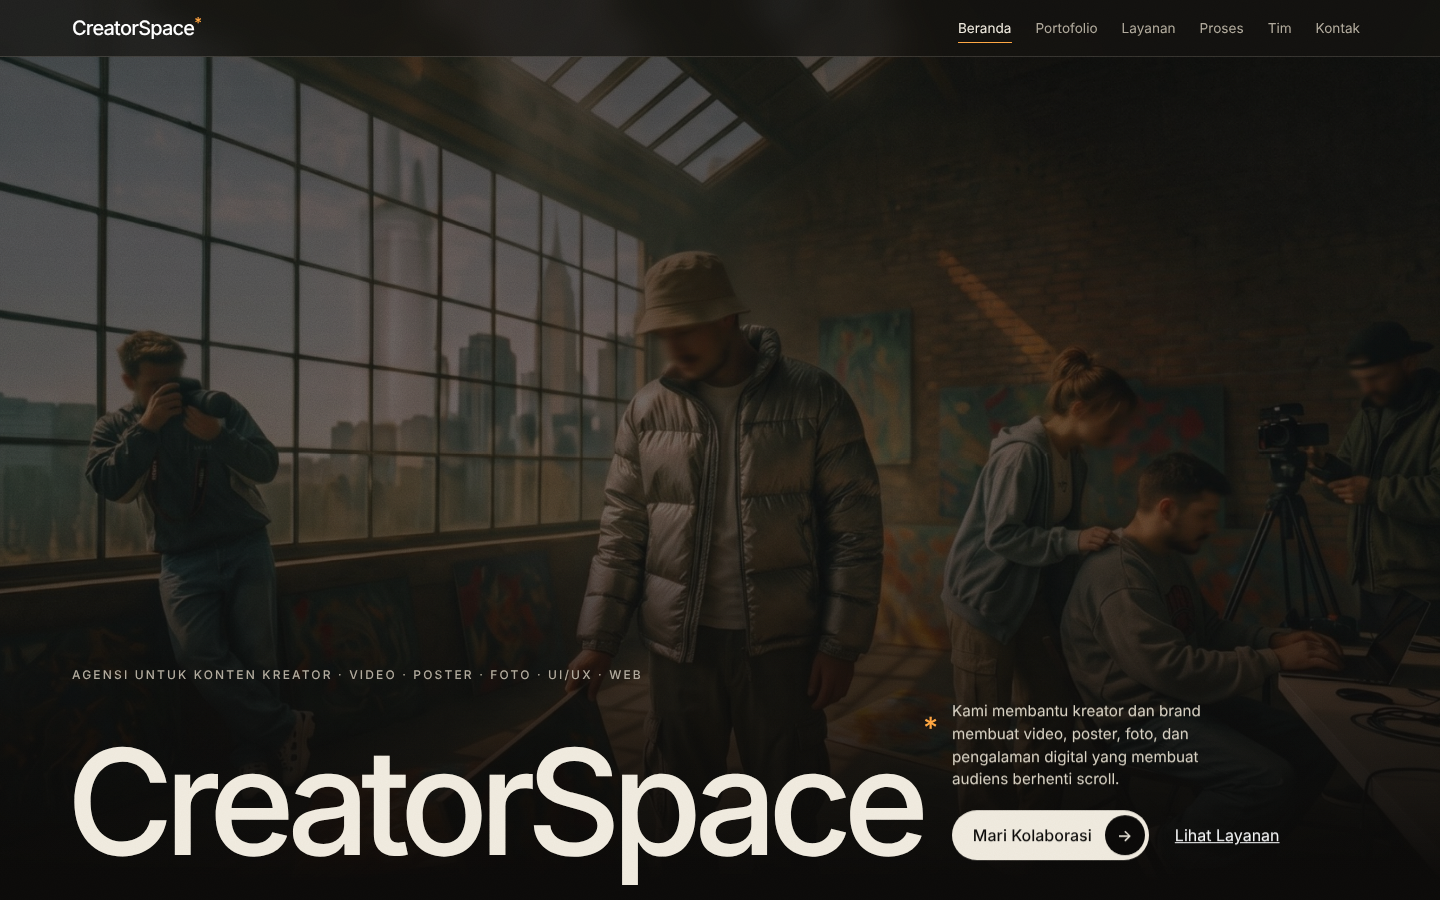 CreatorSpace*
Beranda
Portofolio
Layanan
Proses
Tim
Kontak
AGENSI UNTUK KONTEN KREATOR · VIDEO · POSTER · FOTO · UI/UX · WEB
CreatorSpace*
Kami membantu kreator dan brand
membuat video, poster, foto, dan
pengalaman digital yang membuat
audiens berhenti scroll.
Mari Kolaborasi →
Lihat Layanan